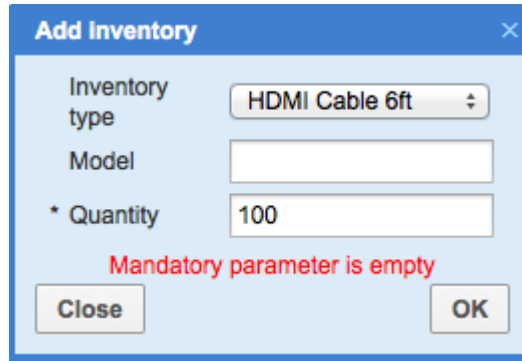 Add Inventory ×
Inventory
type
HDMI Cable 6ft
Model
* Quantity
100
Mandatory parameter is empty
Close
OK